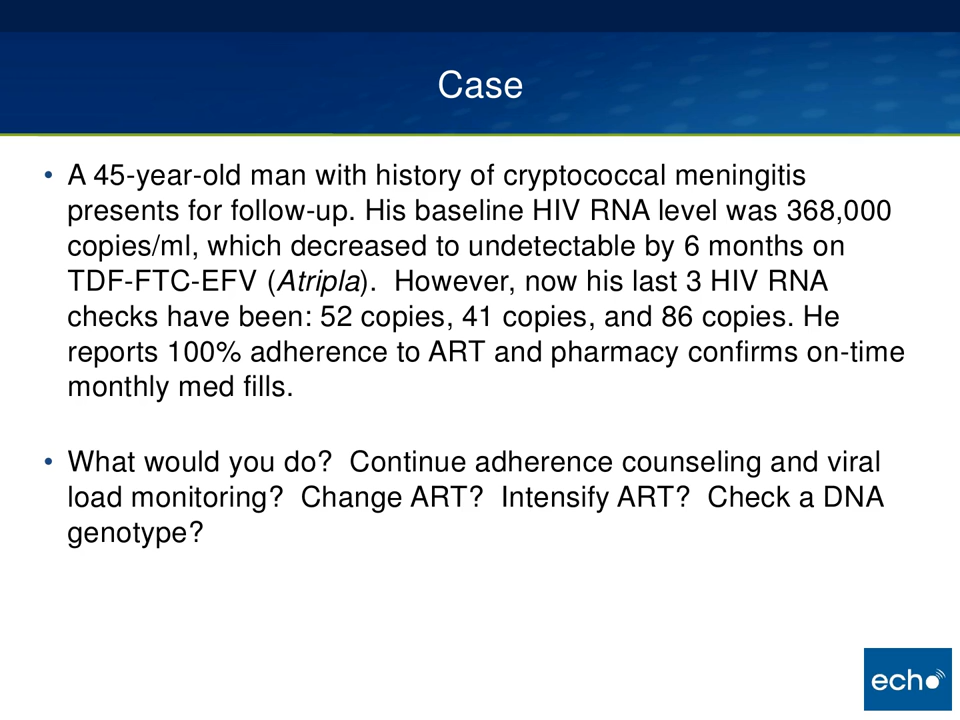 Case
• A 45-year-old man with history of cryptococcal meningitis
presents for follow-up. His baseline HIV RNA level was 368,000
copies/ml, which decreased to undetectable by 6 months on
TDF-FTC-EFV (Atripla).  However, now his last 3 HIV RNA
checks have been: 52 copies, 41 copies, and 86 copies. He
reports 100% adherence to ART and pharmacy confirms on-time
monthly med fills.
• What would you do?  Continue adherence counseling and viral
load monitoring?  Change ART?  Intensify ART?  Check a DNA
genotype?
echo